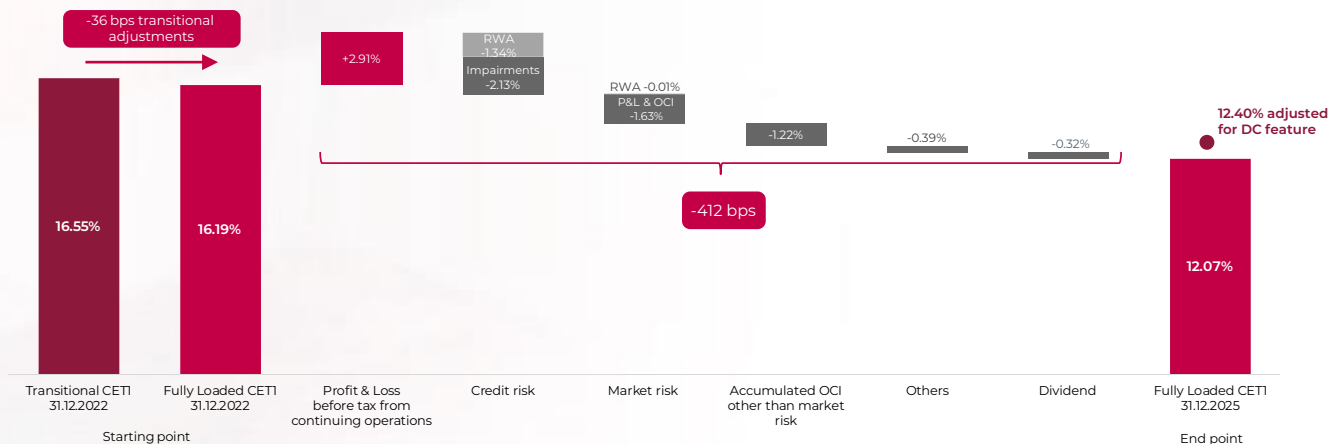 -36 bps transitional
adjustments
+2.91%
RWA
-1.34%
Impairments
-2.13%
RWA -0.01%
P&L & OCI
-1.63%
-1.22%
-0.39%
-0.32%
12.40% adjusted
for DC feature
-412 bps
16.55%
16.19%
12.07%
Transitional CET1
31.12.2022
Fully Loaded CET1
31.12.2022
Starting point
Profit & Loss
before tax from
continuing operations
Credit risk
Market risk
Accumulated OCI
other than market
risk
Others
Dividend
Fully Loaded CET1
31.12.2025
End point